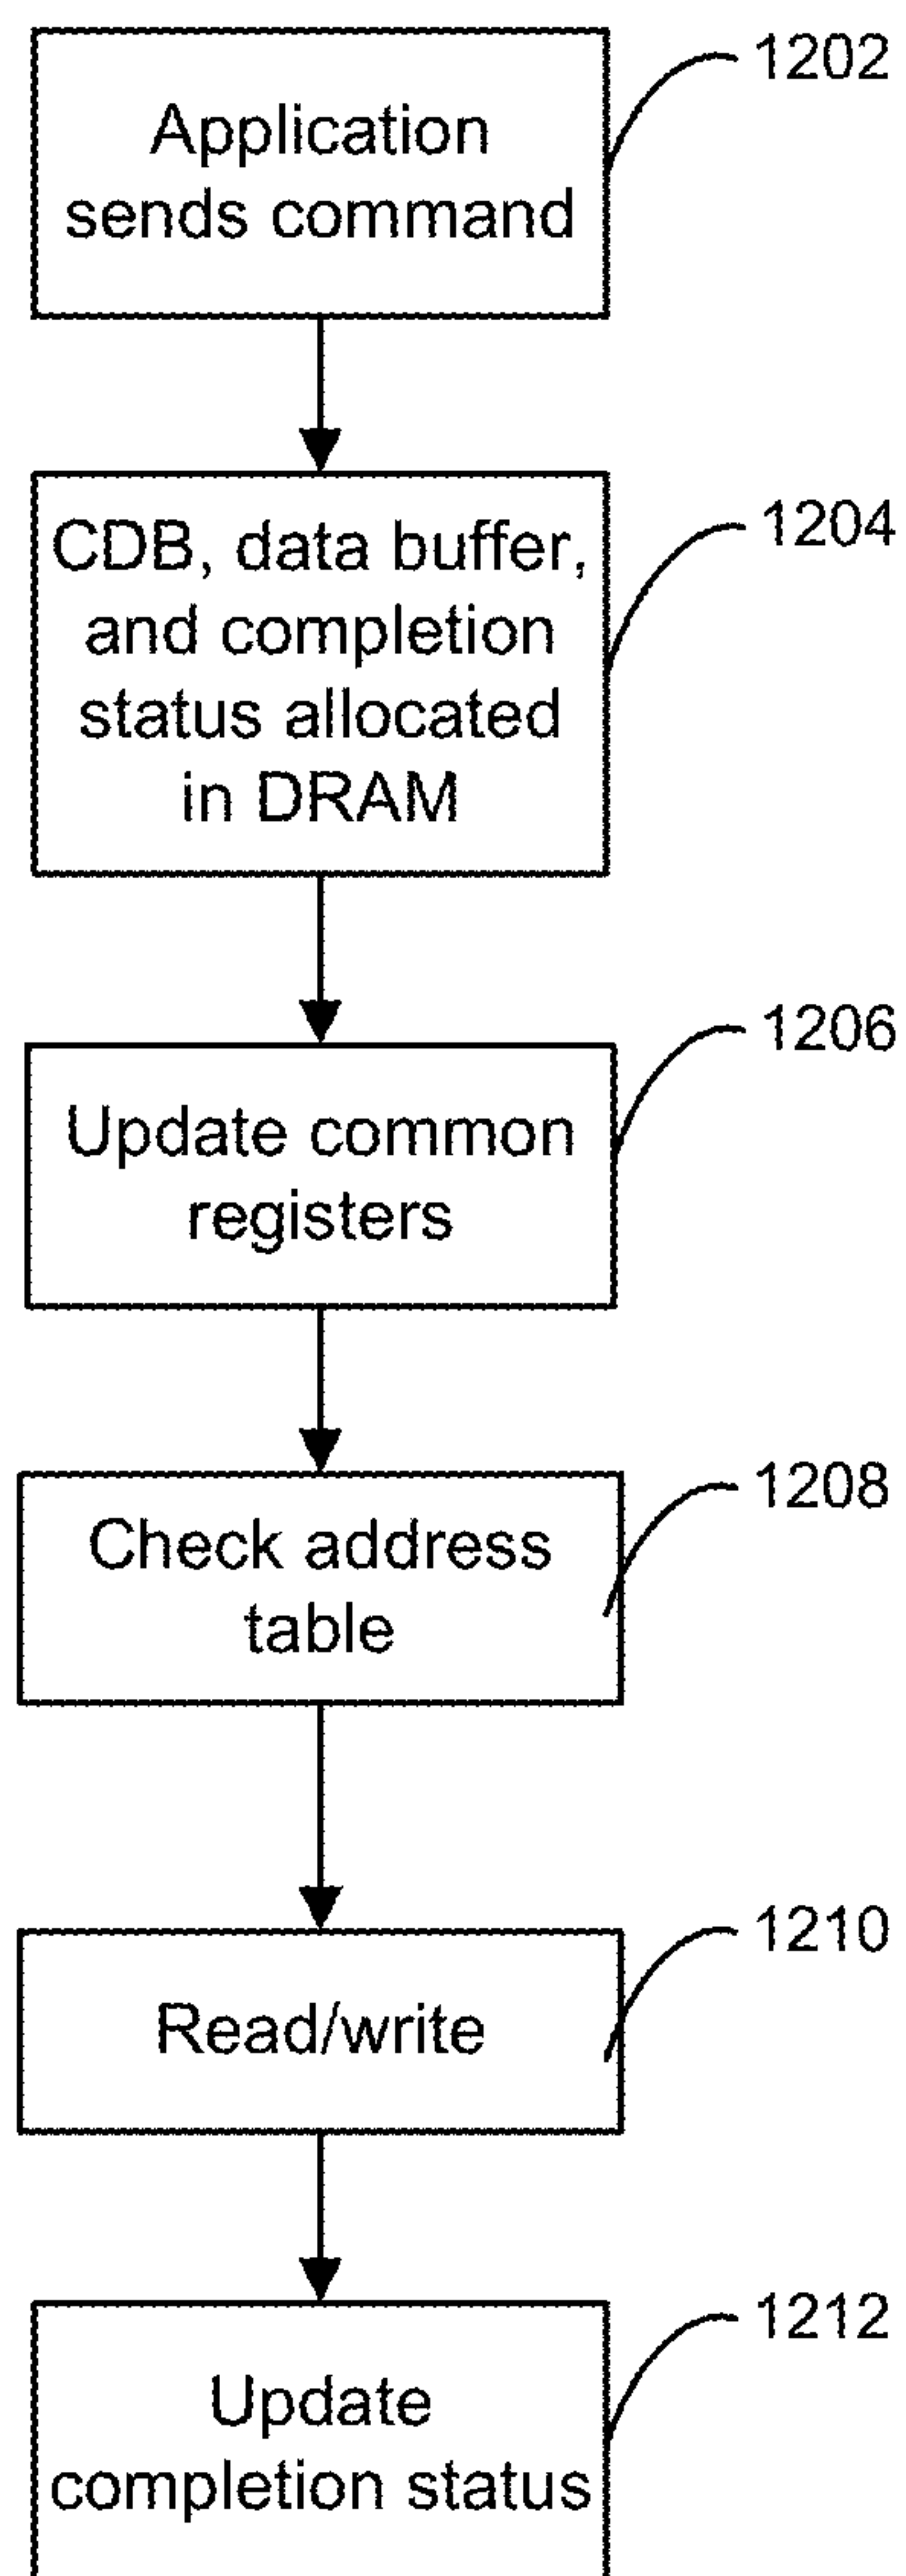 1202
Application
sends command
1204
CDB, data buffer,
and completion
status allocated
in DRAM
1206
Update common
registers
1208
Check address
table
1210
Read/write
1212
Update
completion status